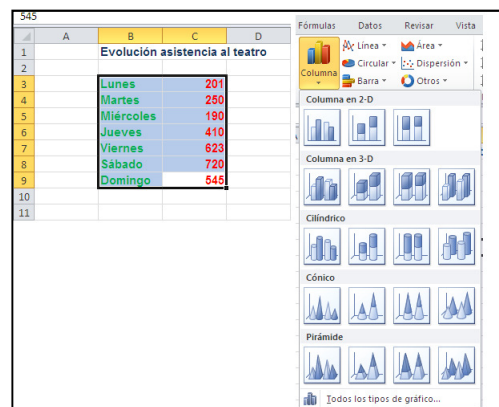 545
A B C D
1 Evolución asistencia al teatro
2
3 Lunes 201
4 Martes 250
5 Miércoles 190
6 Jueves 410
7 Viernes 623
8 Sábado 720
9 Domingo 545
10
11
Fórmulas Datos Revisar Vista
Columna
Línea Área
Circular Dispersión
Barra Otros
Columna en 2-D
Columna en 3-D
Cilíndrico
Cónico
Pirámide
Todos los tipos de gráfico...